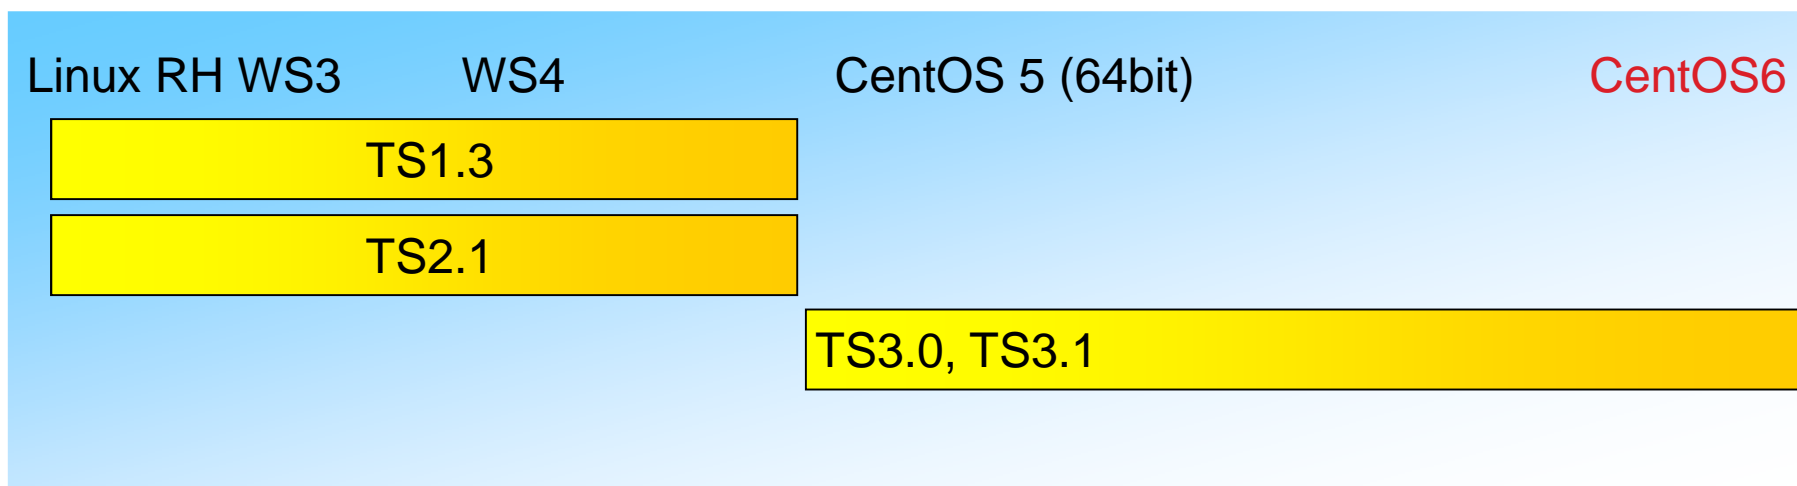 Linux RH WS3 WS4 CentOS 5 (64bit) CentOS6
TS1.3
TS2.1
TS3.0, TS3.1